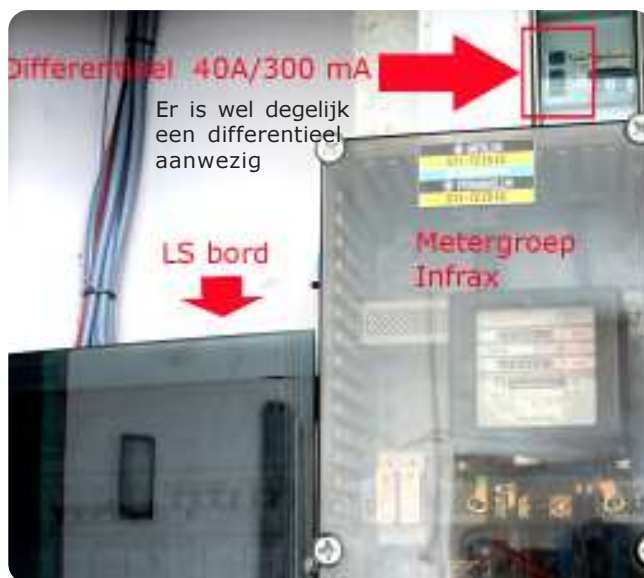 Differentieel 40A/300 mA
Er is wel degelijk
een differentieel
aanwezig
LS bord
Metergroep
Infrax